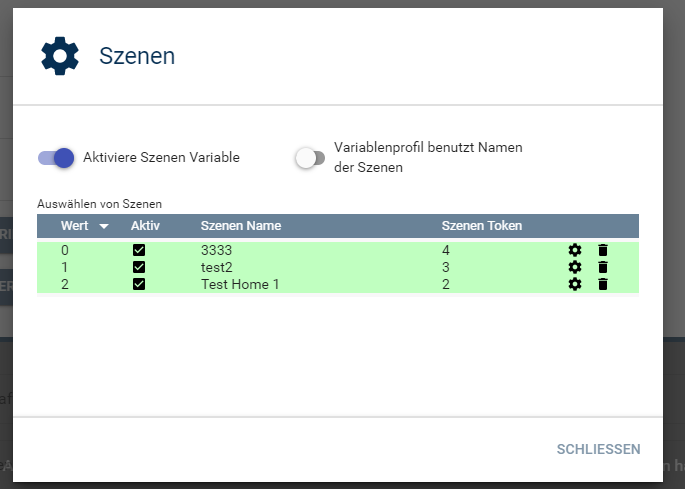 Szenen
Aktiviere Szenen Variable
Variablenprofil benutzt Namen
der Szenen
Auswählen von Szenen
Wert Aktiv Szenen Name Szenen Token
0 3333 4
1 test2 3
2 Test Home 1 2
SCHLIESSEN